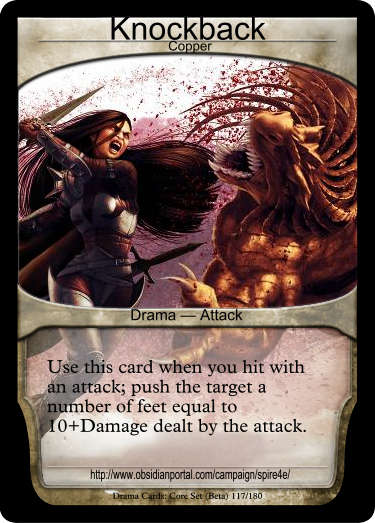 Knockback
Copper
Drama — Attack
Use this card when you hit with
an attack; push the target a
number of feet equal to
10+Damage dealt by the attack.
http://www.obsidianportal.com/campaign/spire4e/
Drama Cards: Core Set (Beta) 117/180